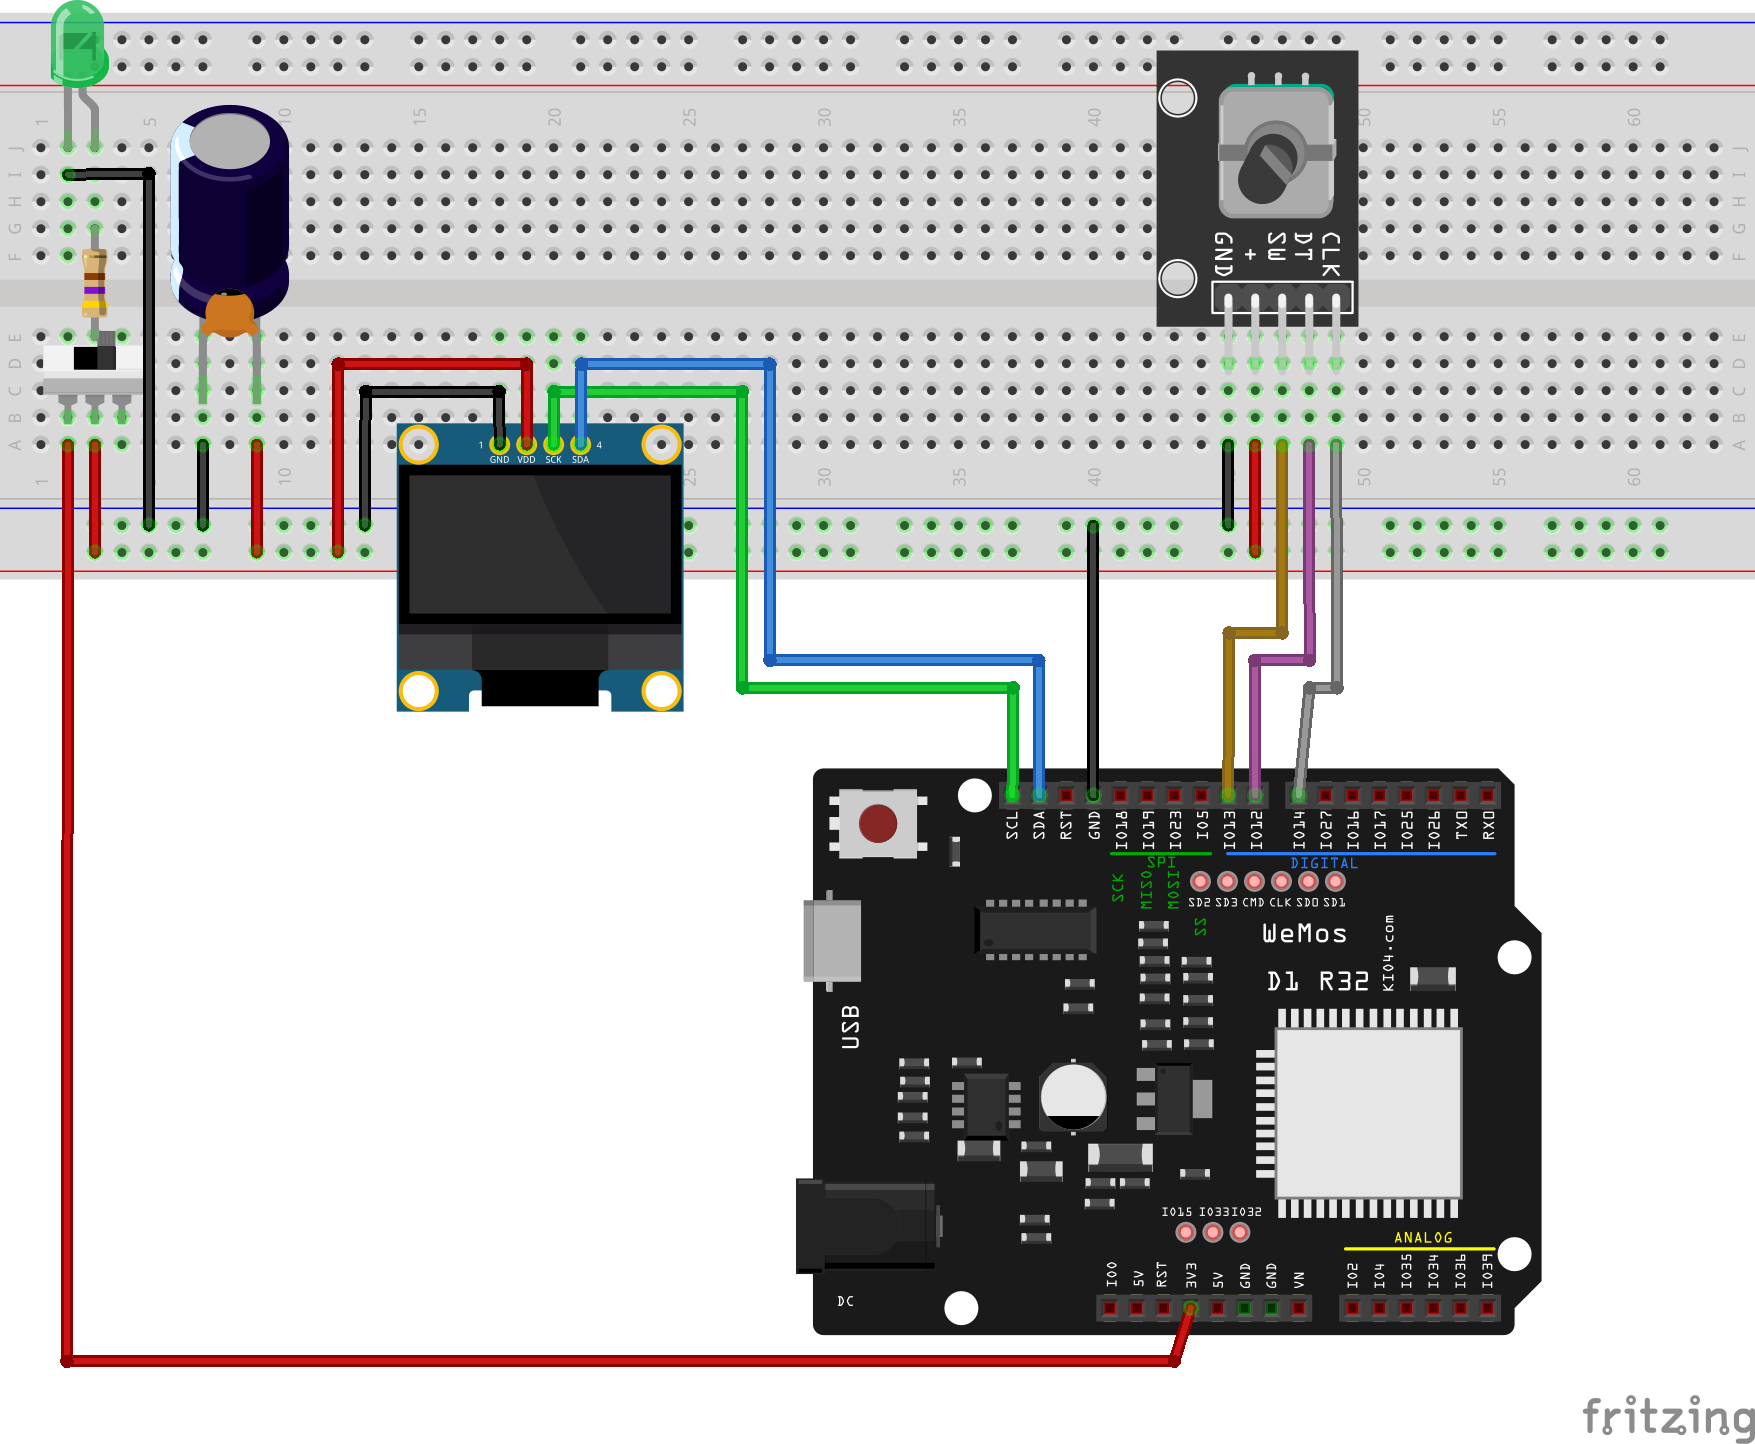 1 5 10 15 20 25 30 35 40 50 55 60
J J
I I
H H
G G
F F
GND + SW DT CLK
E E
D D
C C
B B
A A
1 4
GND VDD SCK SDA
1 10 25 30 35 40 50 55 60
SCL SDA RST GND IO18 IO19 IO23 IO5 IO13 IO12 IO14 IO27 IO16 IO17 IO25 IO26 TXD RXD
SPI DIGITAL
SCK MISO MOSI SS
SD2 SD3 CMD CLK SD0 SD1
WeMos
D1 R32
KIO4.com
USB
IO15 IO33 IO32
ANALOG
IO0 5V RST 3V3 5V GND GND VN IO2 IO4 IO35 IO34 IO36 IO39
DC
fritzing